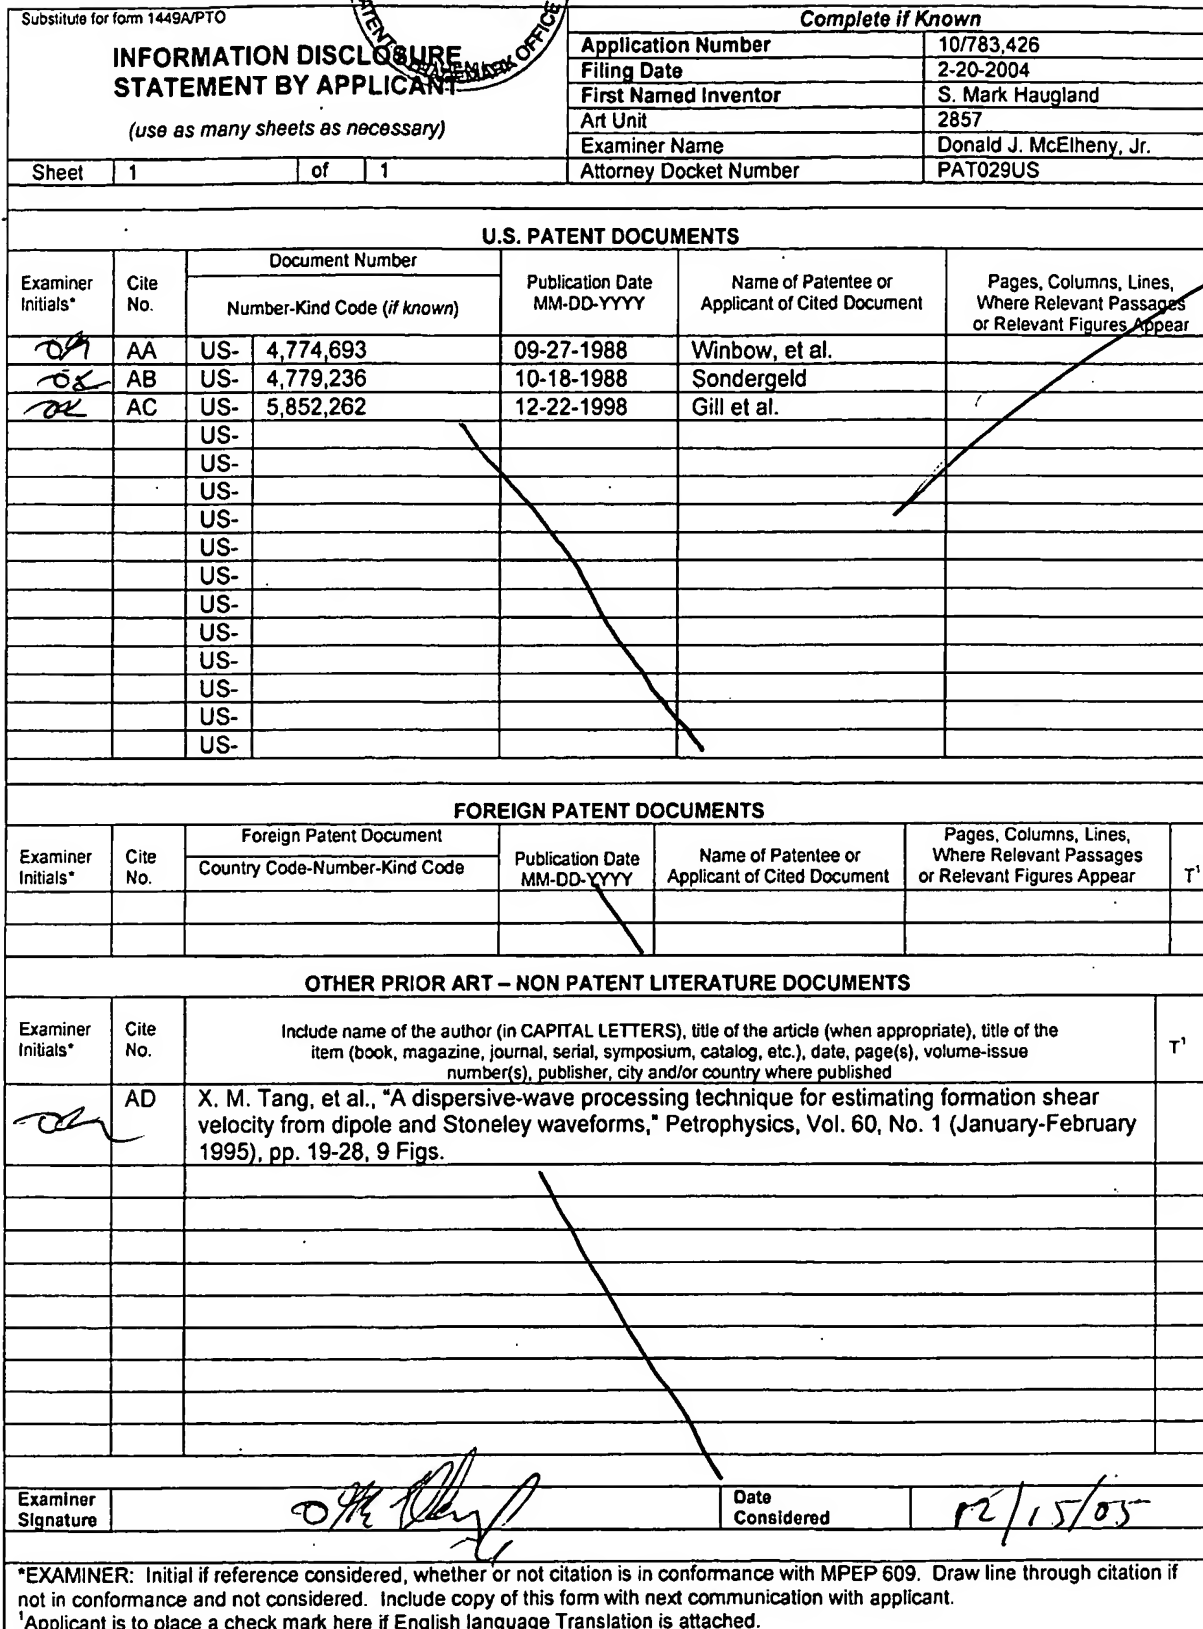 Substitute for form 1449A/PTO
INFORMATION DISCLOSURE
STATEMENT BY APPLICANT
(use as many sheets as necessary)
Sheet 1 of 1
PATENT TRADEMARK OFFICE
Complete if Known
Application Number 10/783,426
Filing Date 2-20-2004
First Named Inventor S. Mark Haugland
Art Unit 2857
Examiner Name Donald J. McElheny, Jr.
Attorney Docket Number PAT029US
U.S. PATENT DOCUMENTS
Examiner Initials*
Cite No.
Document Number
Number-Kind Code (if known)
Publication Date
MM-DD-YYYY
Name of Patentee or
Applicant of Cited Document
Pages, Columns, Lines,
Where Relevant Passages
or Relevant Figures Appear
AA US- 4,774,693 09-27-1988 Winbow, et al.
AB US- 4,779,236 10-18-1988 Sondergeld
AC US- 5,852,262 12-22-1998 Gill et al.
US-
US-
US-
US-
US-
US-
US-
US-
US-
US-
US-
US-
FOREIGN PATENT DOCUMENTS
Examiner Initials*
Cite No.
Foreign Patent Document
Country Code-Number-Kind Code
Publication Date
MM-DD-YYYY
Name of Patentee or
Applicant of Cited Document
Pages, Columns, Lines,
Where Relevant Passages
or Relevant Figures Appear
T¹
OTHER PRIOR ART – NON PATENT LITERATURE DOCUMENTS
Examiner Initials*
Cite No.
Include name of the author (in CAPITAL LETTERS), title of the article (when appropriate), title of the
item (book, magazine, journal, serial, symposium, catalog, etc.), date, page(s), volume-issue
number(s), publisher, city and/or country where published
T¹
AD X. M. Tang, et al., "A dispersive-wave processing technique for estimating formation shear
velocity from dipole and Stoneley waveforms," Petrophysics, Vol. 60, No. 1 (January-February
1995), pp. 19-28, 9 Figs.
Examiner Signature
Date Considered 12/15/05
*EXAMINER: Initial if reference considered, whether or not citation is in conformance with MPEP 609. Draw line through citation if
not in conformance and not considered. Include copy of this form with next communication with applicant.
¹Applicant is to place a check mark here if English language Translation is attached.